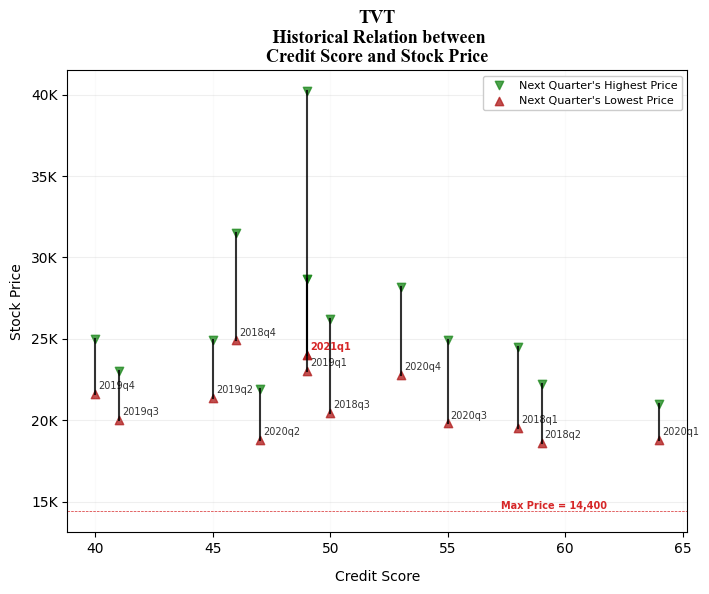 TVT
Historical Relation between
Credit Score and Stock Price
Next Quarter's Highest Price
Next Quarter's Lowest Price
40K
35K
30K
25K
20K
15K
Stock Price
2018q4
2021q1
2019q1
2020q4
2019q4
2019q2
2019q3
2018q3
2020q3
2018q1
2020q2
2018q2
2020q1
Max Price = 14,400
40 45 50 55 60 65
Credit Score